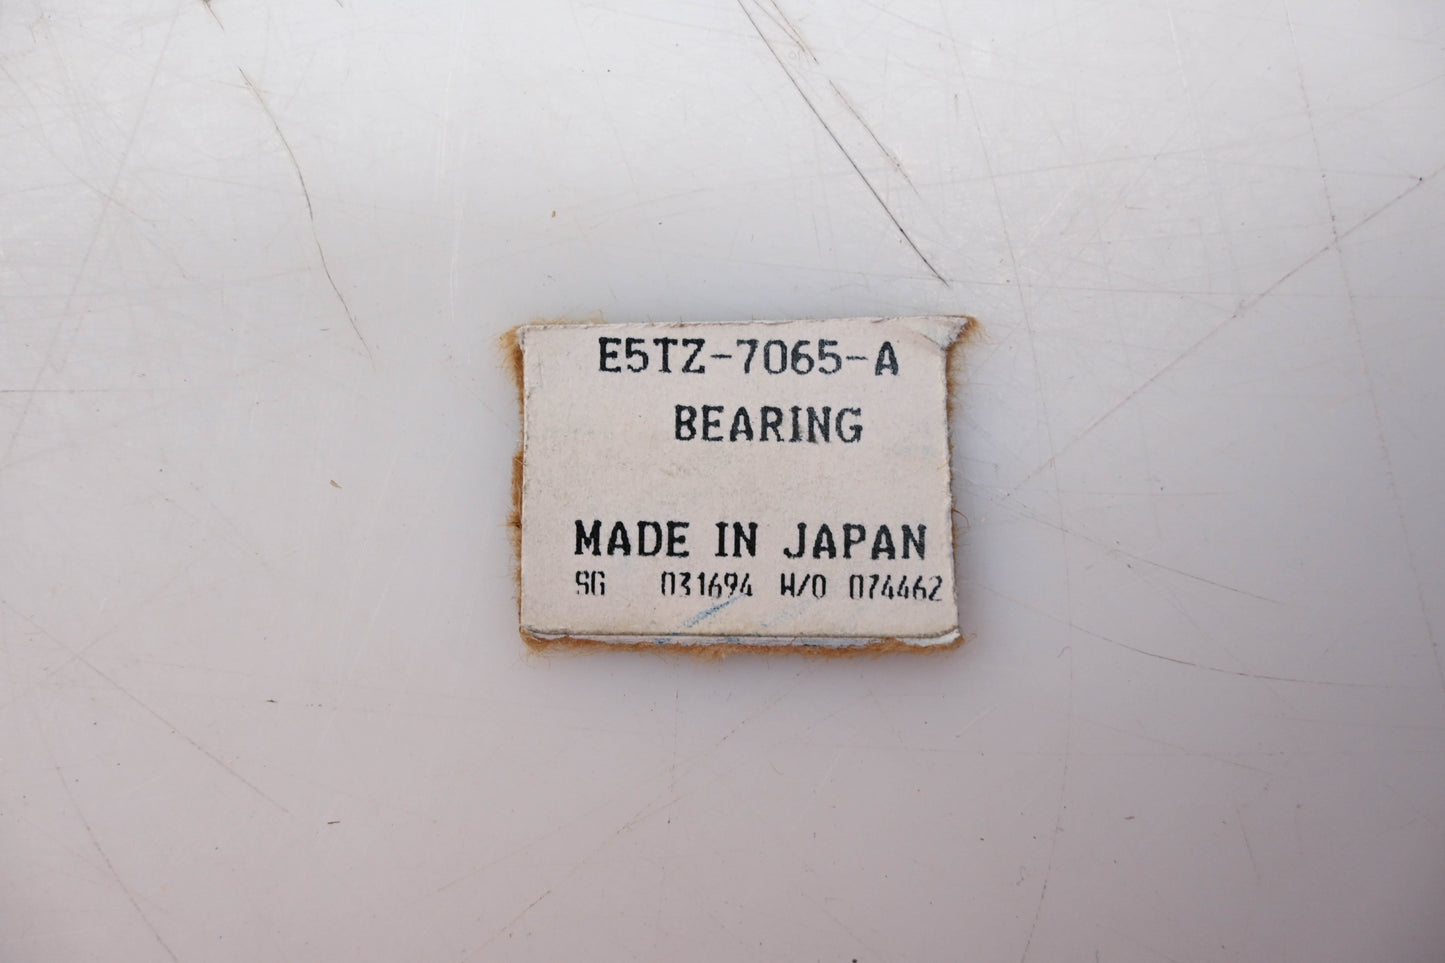 E5TZ-7065-A
BEARING
MADE IN JAPAN
SG 031694 W/O 074462